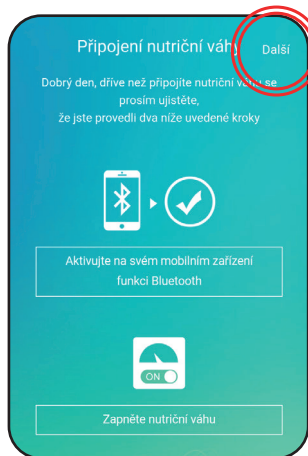 Připojení nutriční váhy
Další
Dobrý den, dříve než připojíte nutriční váhu se
prosím ujistěte,
že jste provedli dva níže uvedené kroky
Aktivujte na svém mobilním zařízení
funkci Bluetooth
ON
Zapněte nutriční váhu